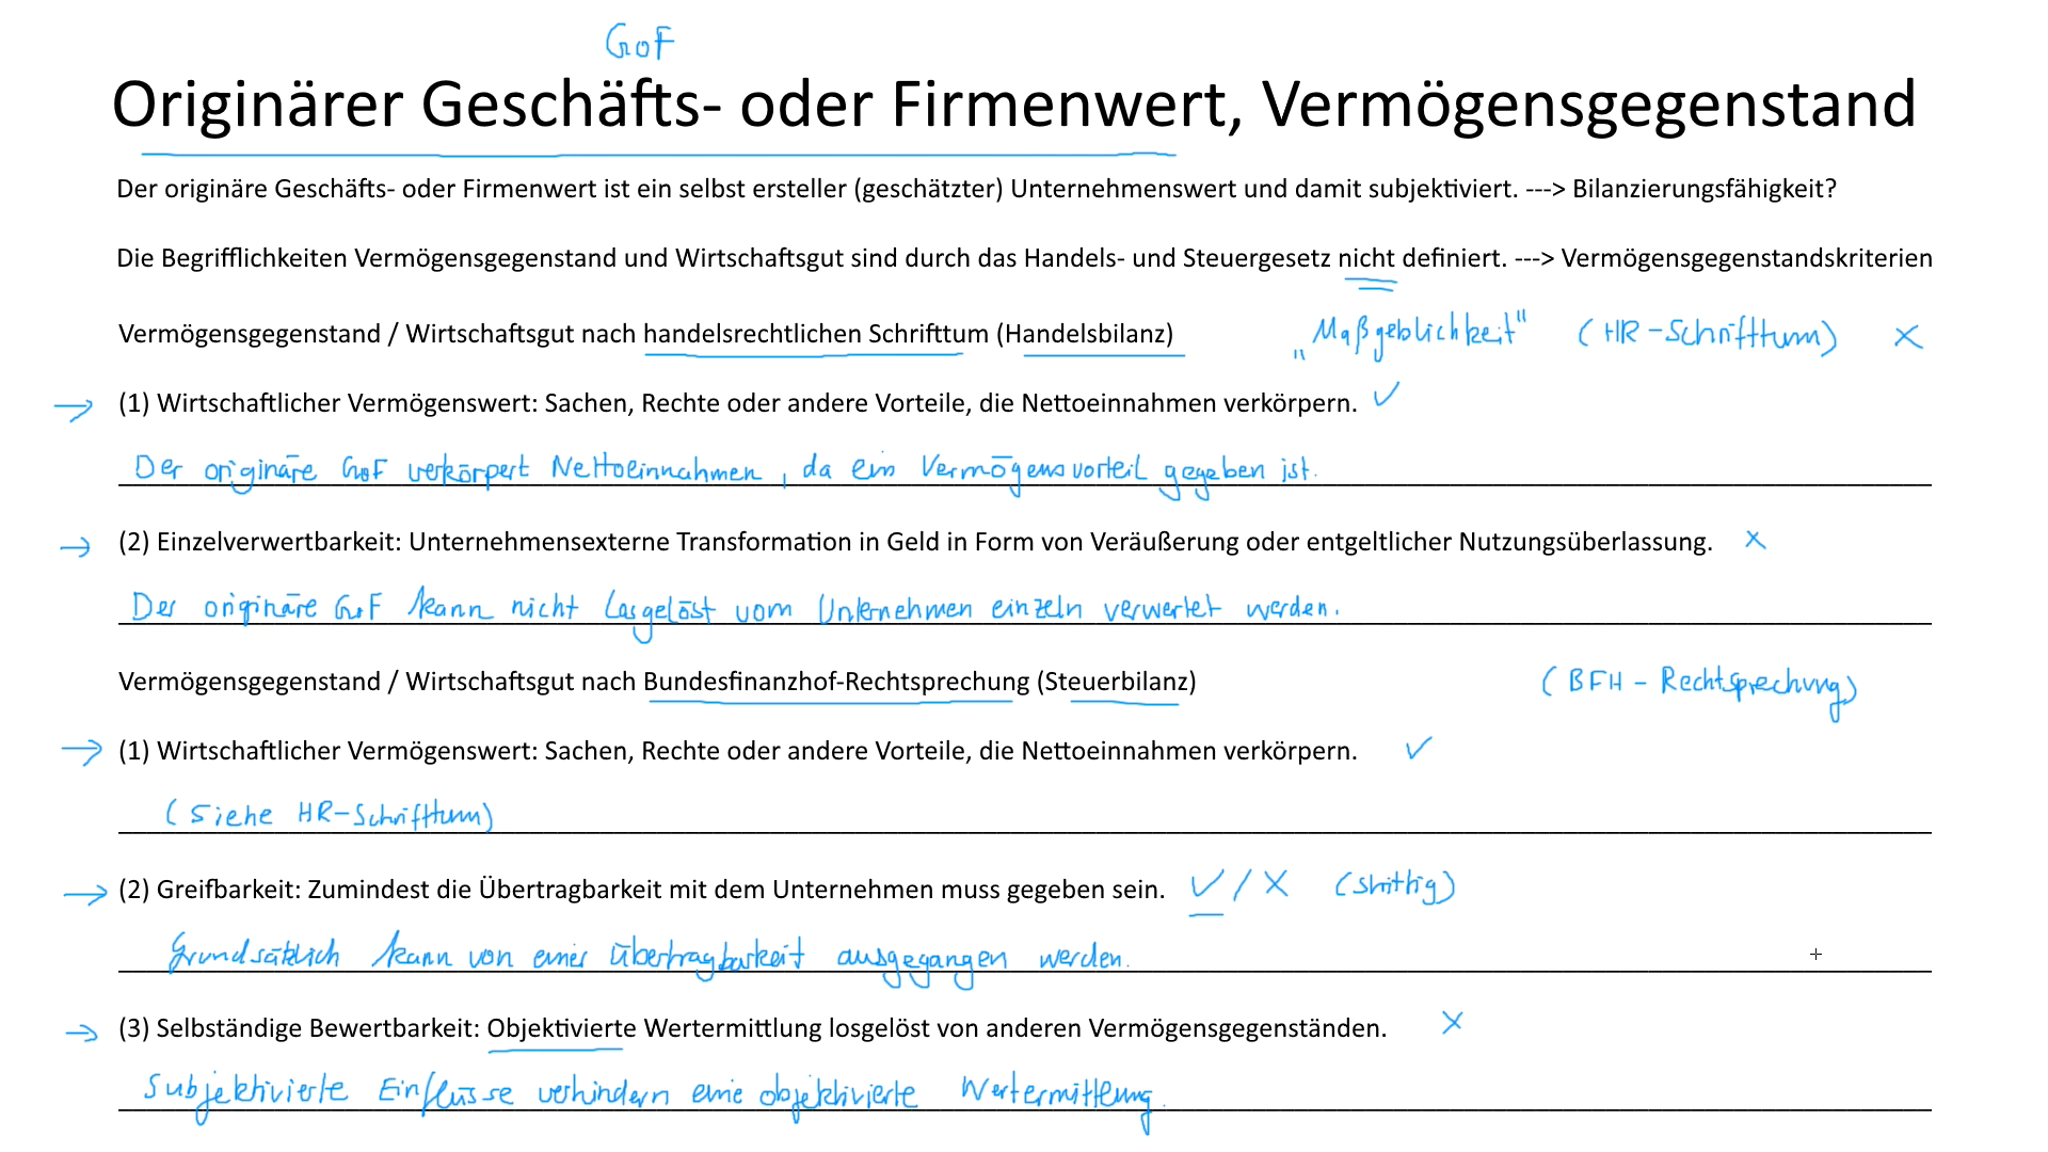 GoF
Originärer Geschäfts- oder Firmenwert, Vermögensgegenstand
Der originäre Geschäfts- oder Firmenwert ist ein selbst ersteller (geschätzter) Unternehmenswert und damit subjektiviert. ---> Bilanzierungsfähigkeit?
Die Begrifflichkeiten Vermögensgegenstand und Wirtschaftsgut sind durch das Handels- und Steuergesetz nicht definiert. ---> Vermögensgegenstandskriterien
Vermögensgegenstand / Wirtschaftsgut nach handelsrechtlichen Schrifttum (Handelsbilanz) „Maßgeblichkeit" (HR-Schrifttum) X
→ (1) Wirtschaftlicher Vermögenswert: Sachen, Rechte oder andere Vorteile, die Nettoeinnahmen verkörpern. ✓
Der originäre GoF verkörpert Nettoeinnahmen, da ein Vermögensvorteil gegeben ist.
→ (2) Einzelverwertbarkeit: Unternehmensexterne Transformation in Geld in Form von Veräußerung oder entgeltlicher Nutzungsüberlassung. X
Der originäre GoF kann nicht losgelöst vom Unternehmen einzeln verwertet werden.
Vermögensgegenstand / Wirtschaftsgut nach Bundesfinanzhof-Rechtsprechung (Steuerbilanz) (BFH - Rechtsprechung)
→ (1) Wirtschaftlicher Vermögenswert: Sachen, Rechte oder andere Vorteile, die Nettoeinnahmen verkörpern. ✓
(Siehe HR-Schrifttum)
→ (2) Greifbarkeit: Zumindest die Übertragbarkeit mit dem Unternehmen muss gegeben sein. ✓ / X (strittig)
Grundsätzlich kann von einer Übertragbarkeit ausgegangen werden.
→ (3) Selbständige Bewertbarkeit: Objektivierte Wertermittlung losgelöst von anderen Vermögensgegenständen. X
Subjektivierte Einflüsse verhindern eine objektivierte Wertermittlung.